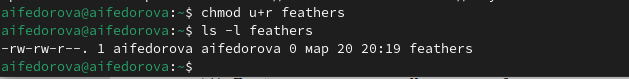 aifedorova@aifedorova:~$ chmod u+r feathers
aifedorova@aifedorova:~$ ls -l feathers
-rw-rw-r--. 1 aifedorova aifedorova 0 мар 20 20:19 feathers
aifedorova@aifedorova:~$